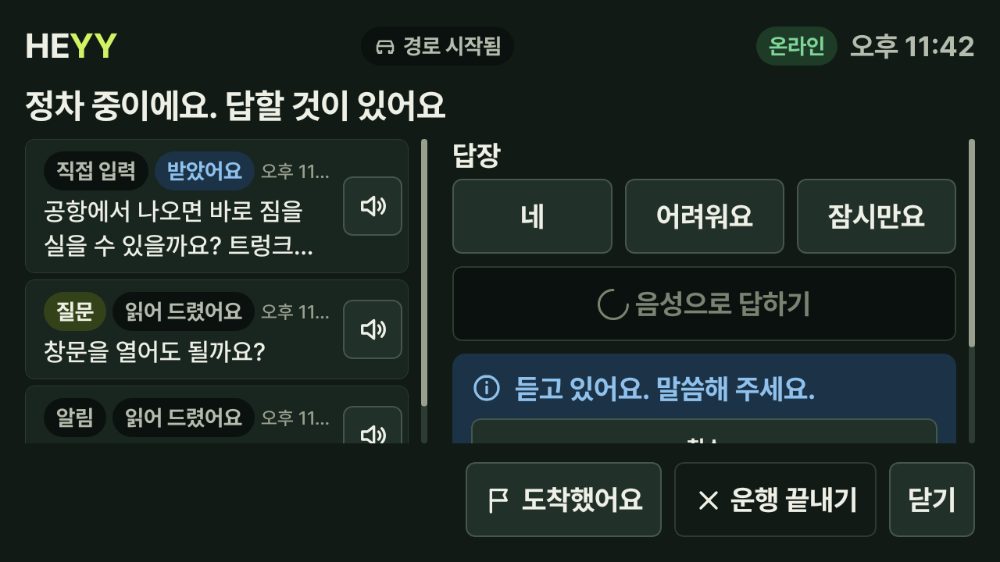 HEYY
경로 시작됨
온라인
오후 11:42
정차 중이에요. 답할 것이 있어요
직접 입력
받았어요
오후 11...
공항에서 나오면 바로 짐을
실을 수 있을까요? 트렁크...
질문
읽어 드렸어요
오후 11...
창문을 열어도 될까요?
알림
읽어 드렸어요
오후 11...
답장
네
어려워요
잠시만요
음성으로 답하기
듣고 있어요. 말씀해 주세요.
도착했어요
운행 끝내기
닫기